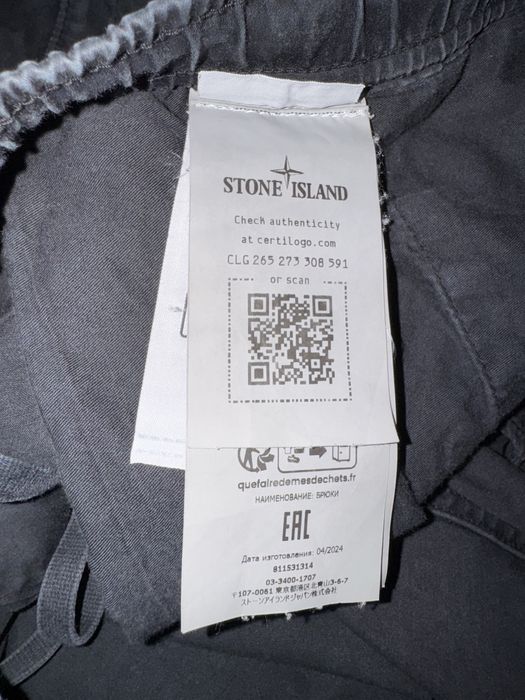 STONE ISLAND
Check authenticity
at certilogo.com
CLG 265 273 308 591
or scan
quefairedemesdechets.fr
НАИМЕНОВАНИЕ: БРЮКИ
EAC
Дата изготовления: 04/2024
811531314
03-3400-1707
〒107-0061 東京都港区北青山3-6-7
ストーンアイランドジャパン株式会社